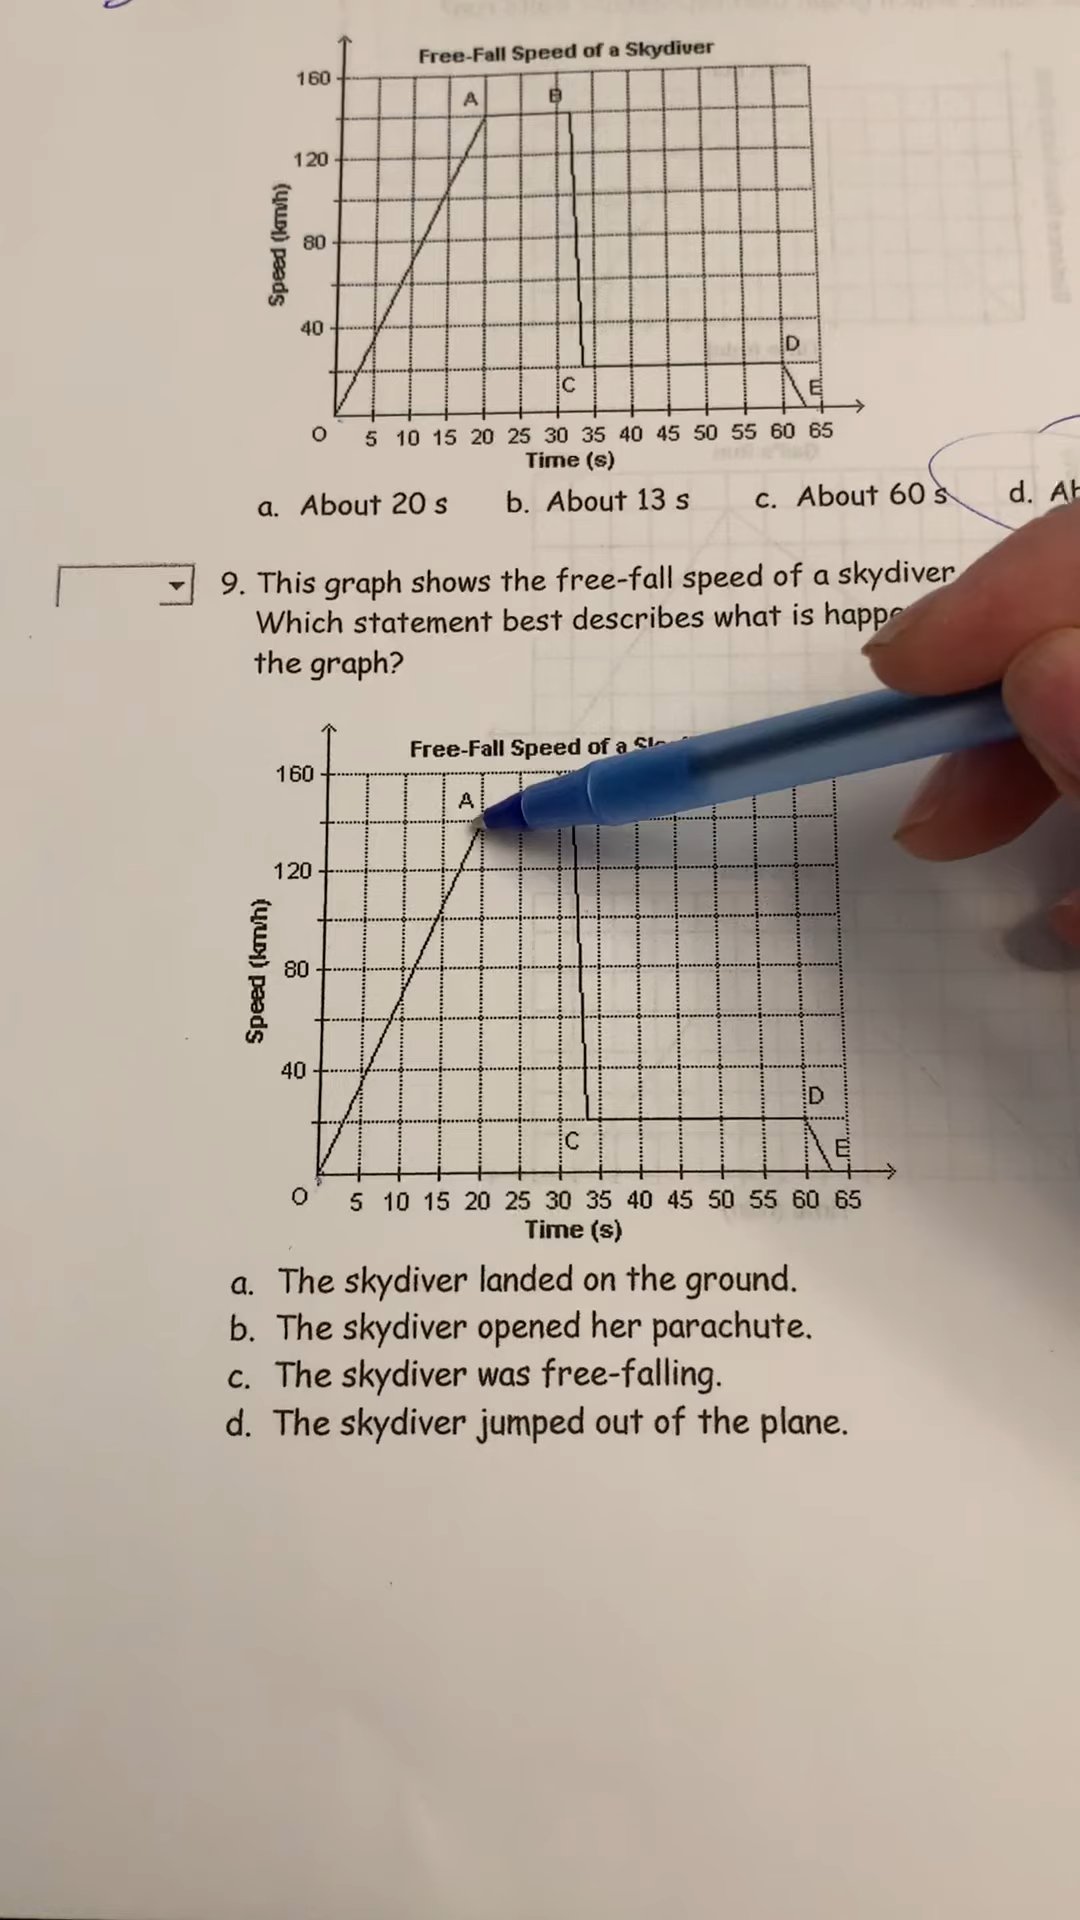 Free-Fall Speed of a Skydiver
160
A B
120
Speed (km/h)
80
40
D
C E
O 5 10 15 20 25 30 35 40 45 50 55 60 65
Time (s)
a. About 20 s b. About 13 s c. About 60 s d.
9. This graph shows the free-fall speed of a skydiver
Which statement best describes what is
the graph?
Free-Fall Speed of a
160
A
120
Speed (km/h)
80
40
D
C E
O 5 10 15 20 25 30 35 40 45 50 55 60 65
Time (s)
a. The skydiver landed on the ground.
b. The skydiver opened her parachute.
c. The skydiver was free-falling.
d. The skydiver jumped out of the plane.